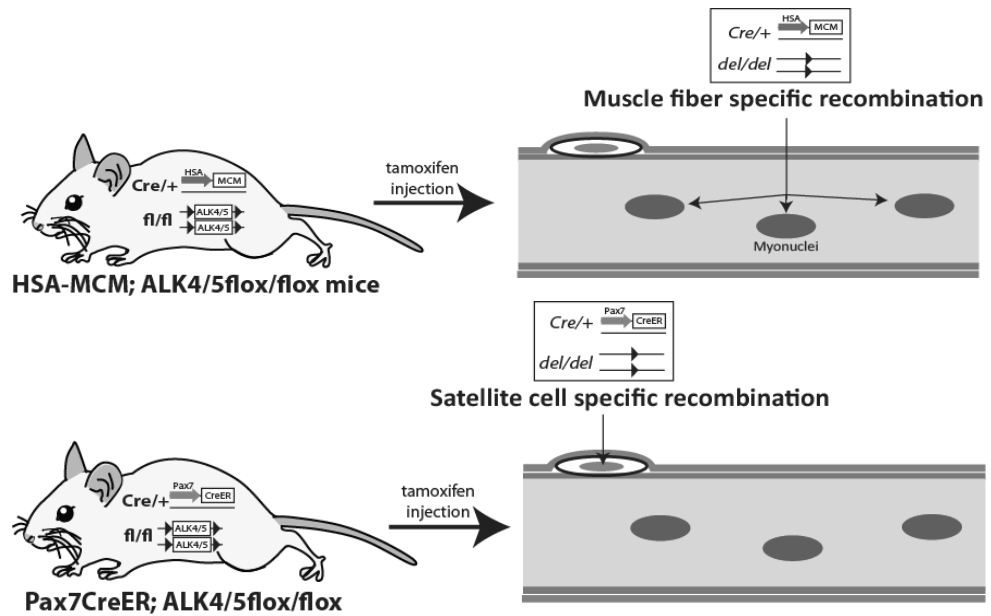 HSA
Cre/+ MCM
del/del
Muscle fiber specific recombination
HSA
Cre/+ MCM
fl/fl ALK4/5
ALK4/5
tamoxifen
injection
Myonuclei
HSA-MCM; ALK4/5flox/flox mice
Pax7
Cre/+ CreER
del/del
Satellite cell specific recombination
Pax7
Cre/+ CreER
fl/fl ALK4/5
ALK4/5
tamoxifen
injection
Pax7CreER; ALK4/5flox/flox